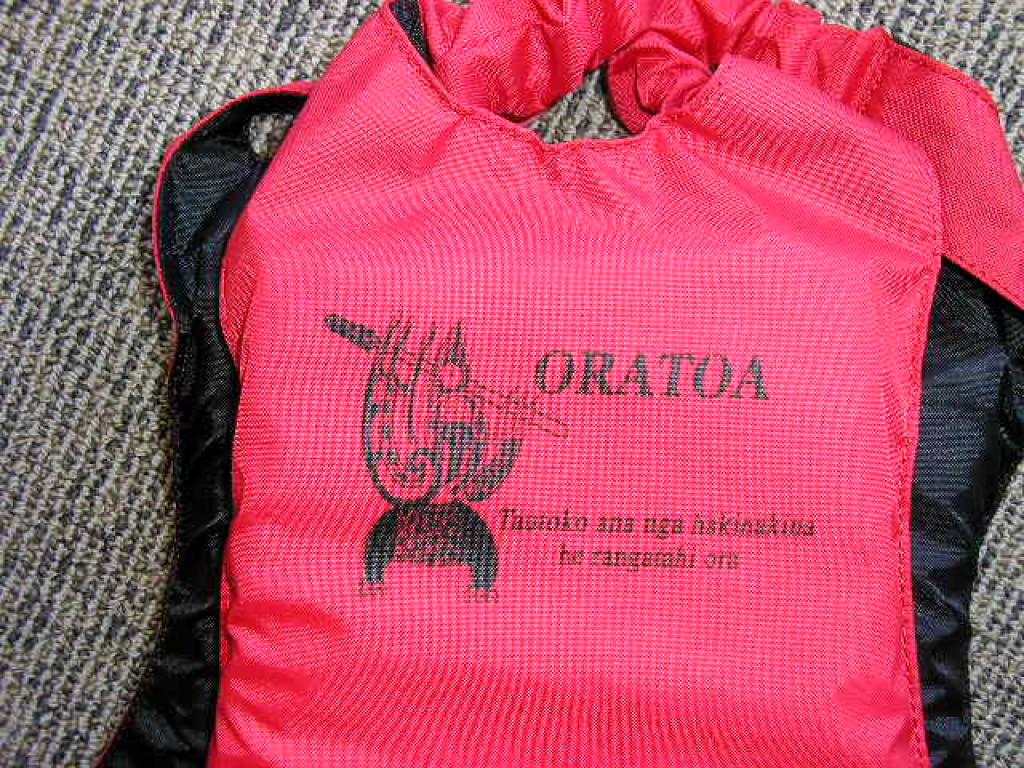 ORATOA
Tautoko ana nga hakinakina
he rangatahi ora